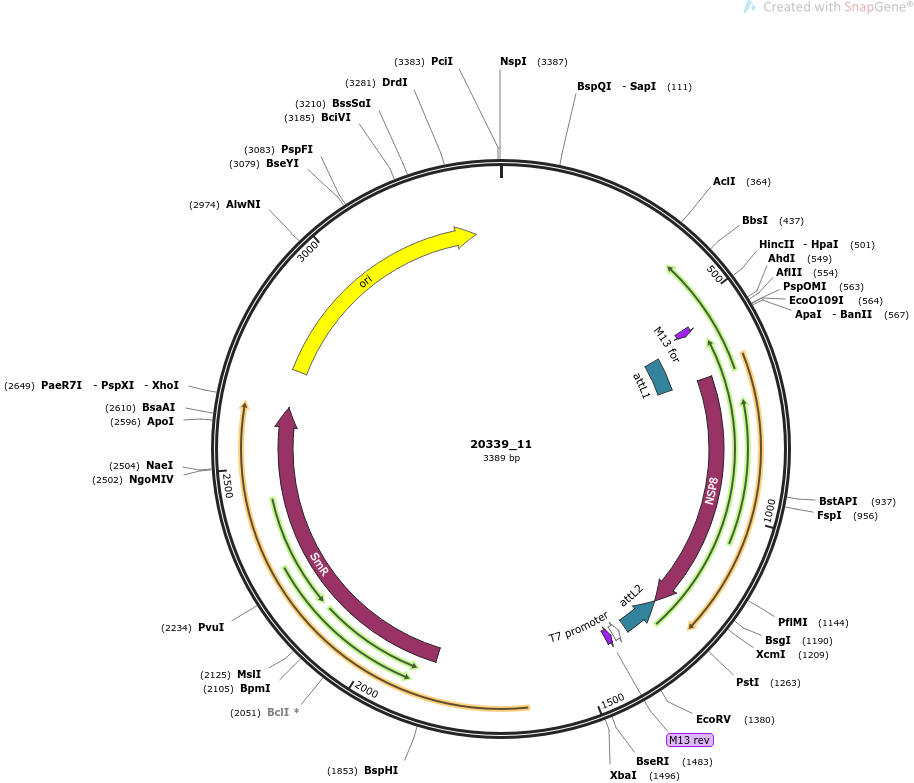 Created with SnapGene®
(3383) PciI
NspI (3387)
(3281) DrdI
BspQI - SapI (111)
(3210) BssSαI
(3185) BciVI
(3083) PspFI
(3079) BseYI
AclI (364)
(2974) AlwNI
BbsI (437)
HincII - HpaI (501)
AhdI (549)
AflII (554)
PspOMI (563)
EcoO109I (564)
ApaI - BanII (567)
3000
500
ori
M13 for
attL1
(2649) PaeR7I - PspXI - XhoI
(2610) BsaAI
(2596) ApoI
20339_11
3389 bp
(2504) NaeI
(2502) NgoMIV
2500
NSP8
BstAPI (937)
FspI (956)
1000
SmR
attL2
T7 promoter
(2234) PvuI
PflMI (1144)
BsgI (1190)
XcmI (1209)
(2125) MslI
(2105) BpmI
PstI (1263)
2000
1500
(2051) BclI *
EcoRV (1380)
M13 rev
(1853) BspHI
BseRI (1483)
XbaI (1496)